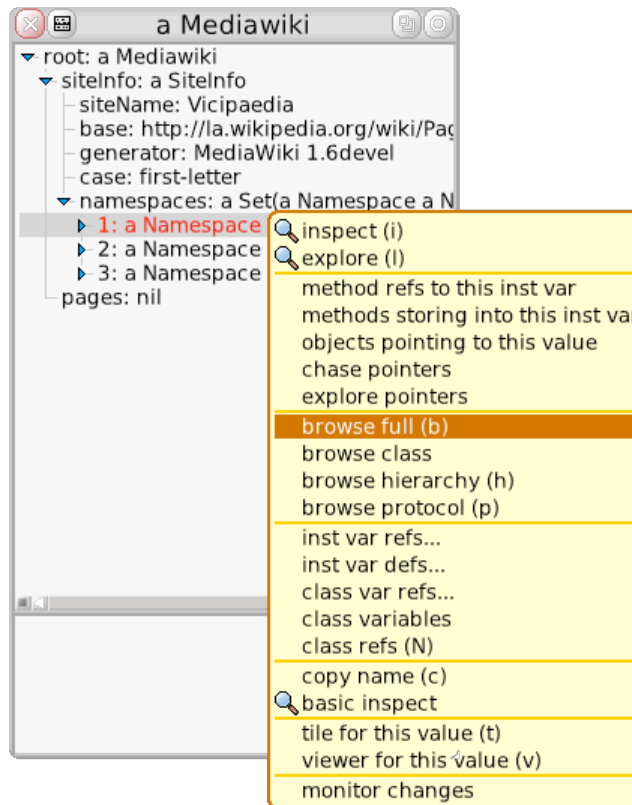 a Mediawiki
root: a Mediawiki
siteInfo: a SiteInfo
siteName: Vicipaedia
base: http://la.wikipedia.org/wiki/Pag
generator: MediaWiki 1.6devel
case: first-letter
namespaces: a Set(a Namespace a N
1: a Namespace
2: a Namespace
3: a Namespace
pages: nil
inspect (i)
explore (I)
method refs to this inst var
methods storing into this inst var
objects pointing to this value
chase pointers
explore pointers
browse full (b)
browse class
browse hierarchy (h)
browse protocol (p)
inst var refs...
inst var defs...
class var refs...
class variables
class refs (N)
copy name (c)
basic inspect
tile for this value (t)
viewer for this value (v)
monitor changes